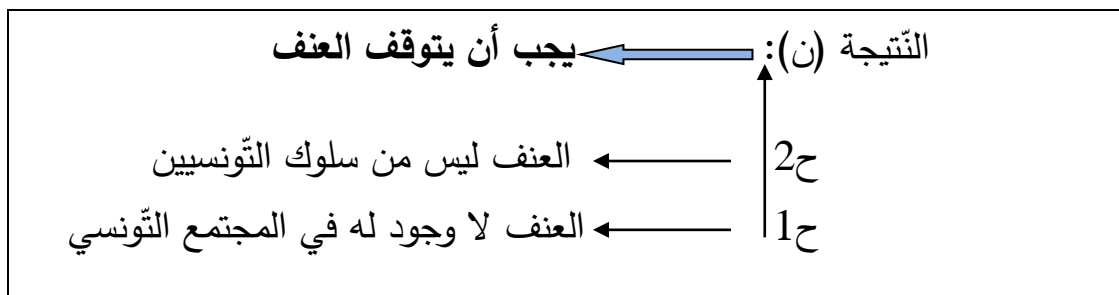 النّتيجة (ن): يجب أن يتوقف العنف
ح2 العنف ليس من سلوك التّونسيين
ح1 العنف لا وجود له في المجتمع التّونسي